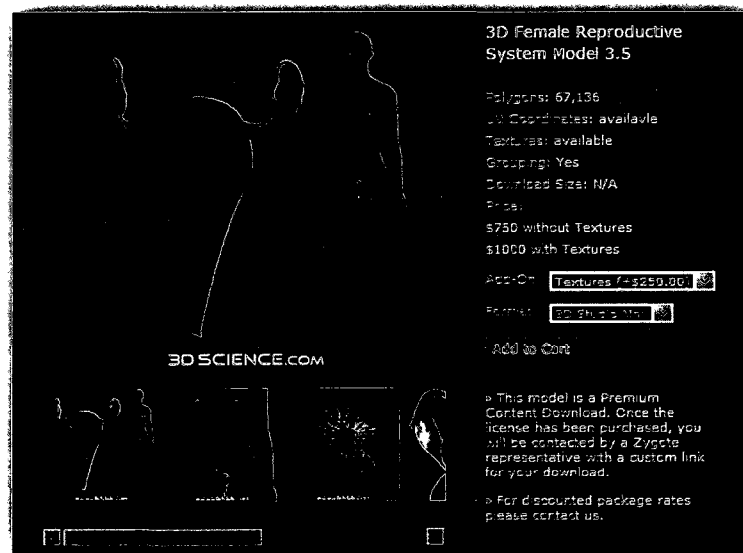 3D Female Reproductive
System Model 3.5
Polygons: 67,136
UV Coordinates: availavle
Textures: available
Grouping: Yes
Download Size: N/A
Price:
$750 without Textures
$1000 with Textures
Add-On: Textures (+$250.00)
Format: 3D Studio Max
Add to Cart
3DSCIENCE.COM
» This model is a Premium
Content Download. Once the
license has been purchased, you
will be contacted by a Zygote
representative with a custom link
for your download.
» For discounted package rates
please contact us.